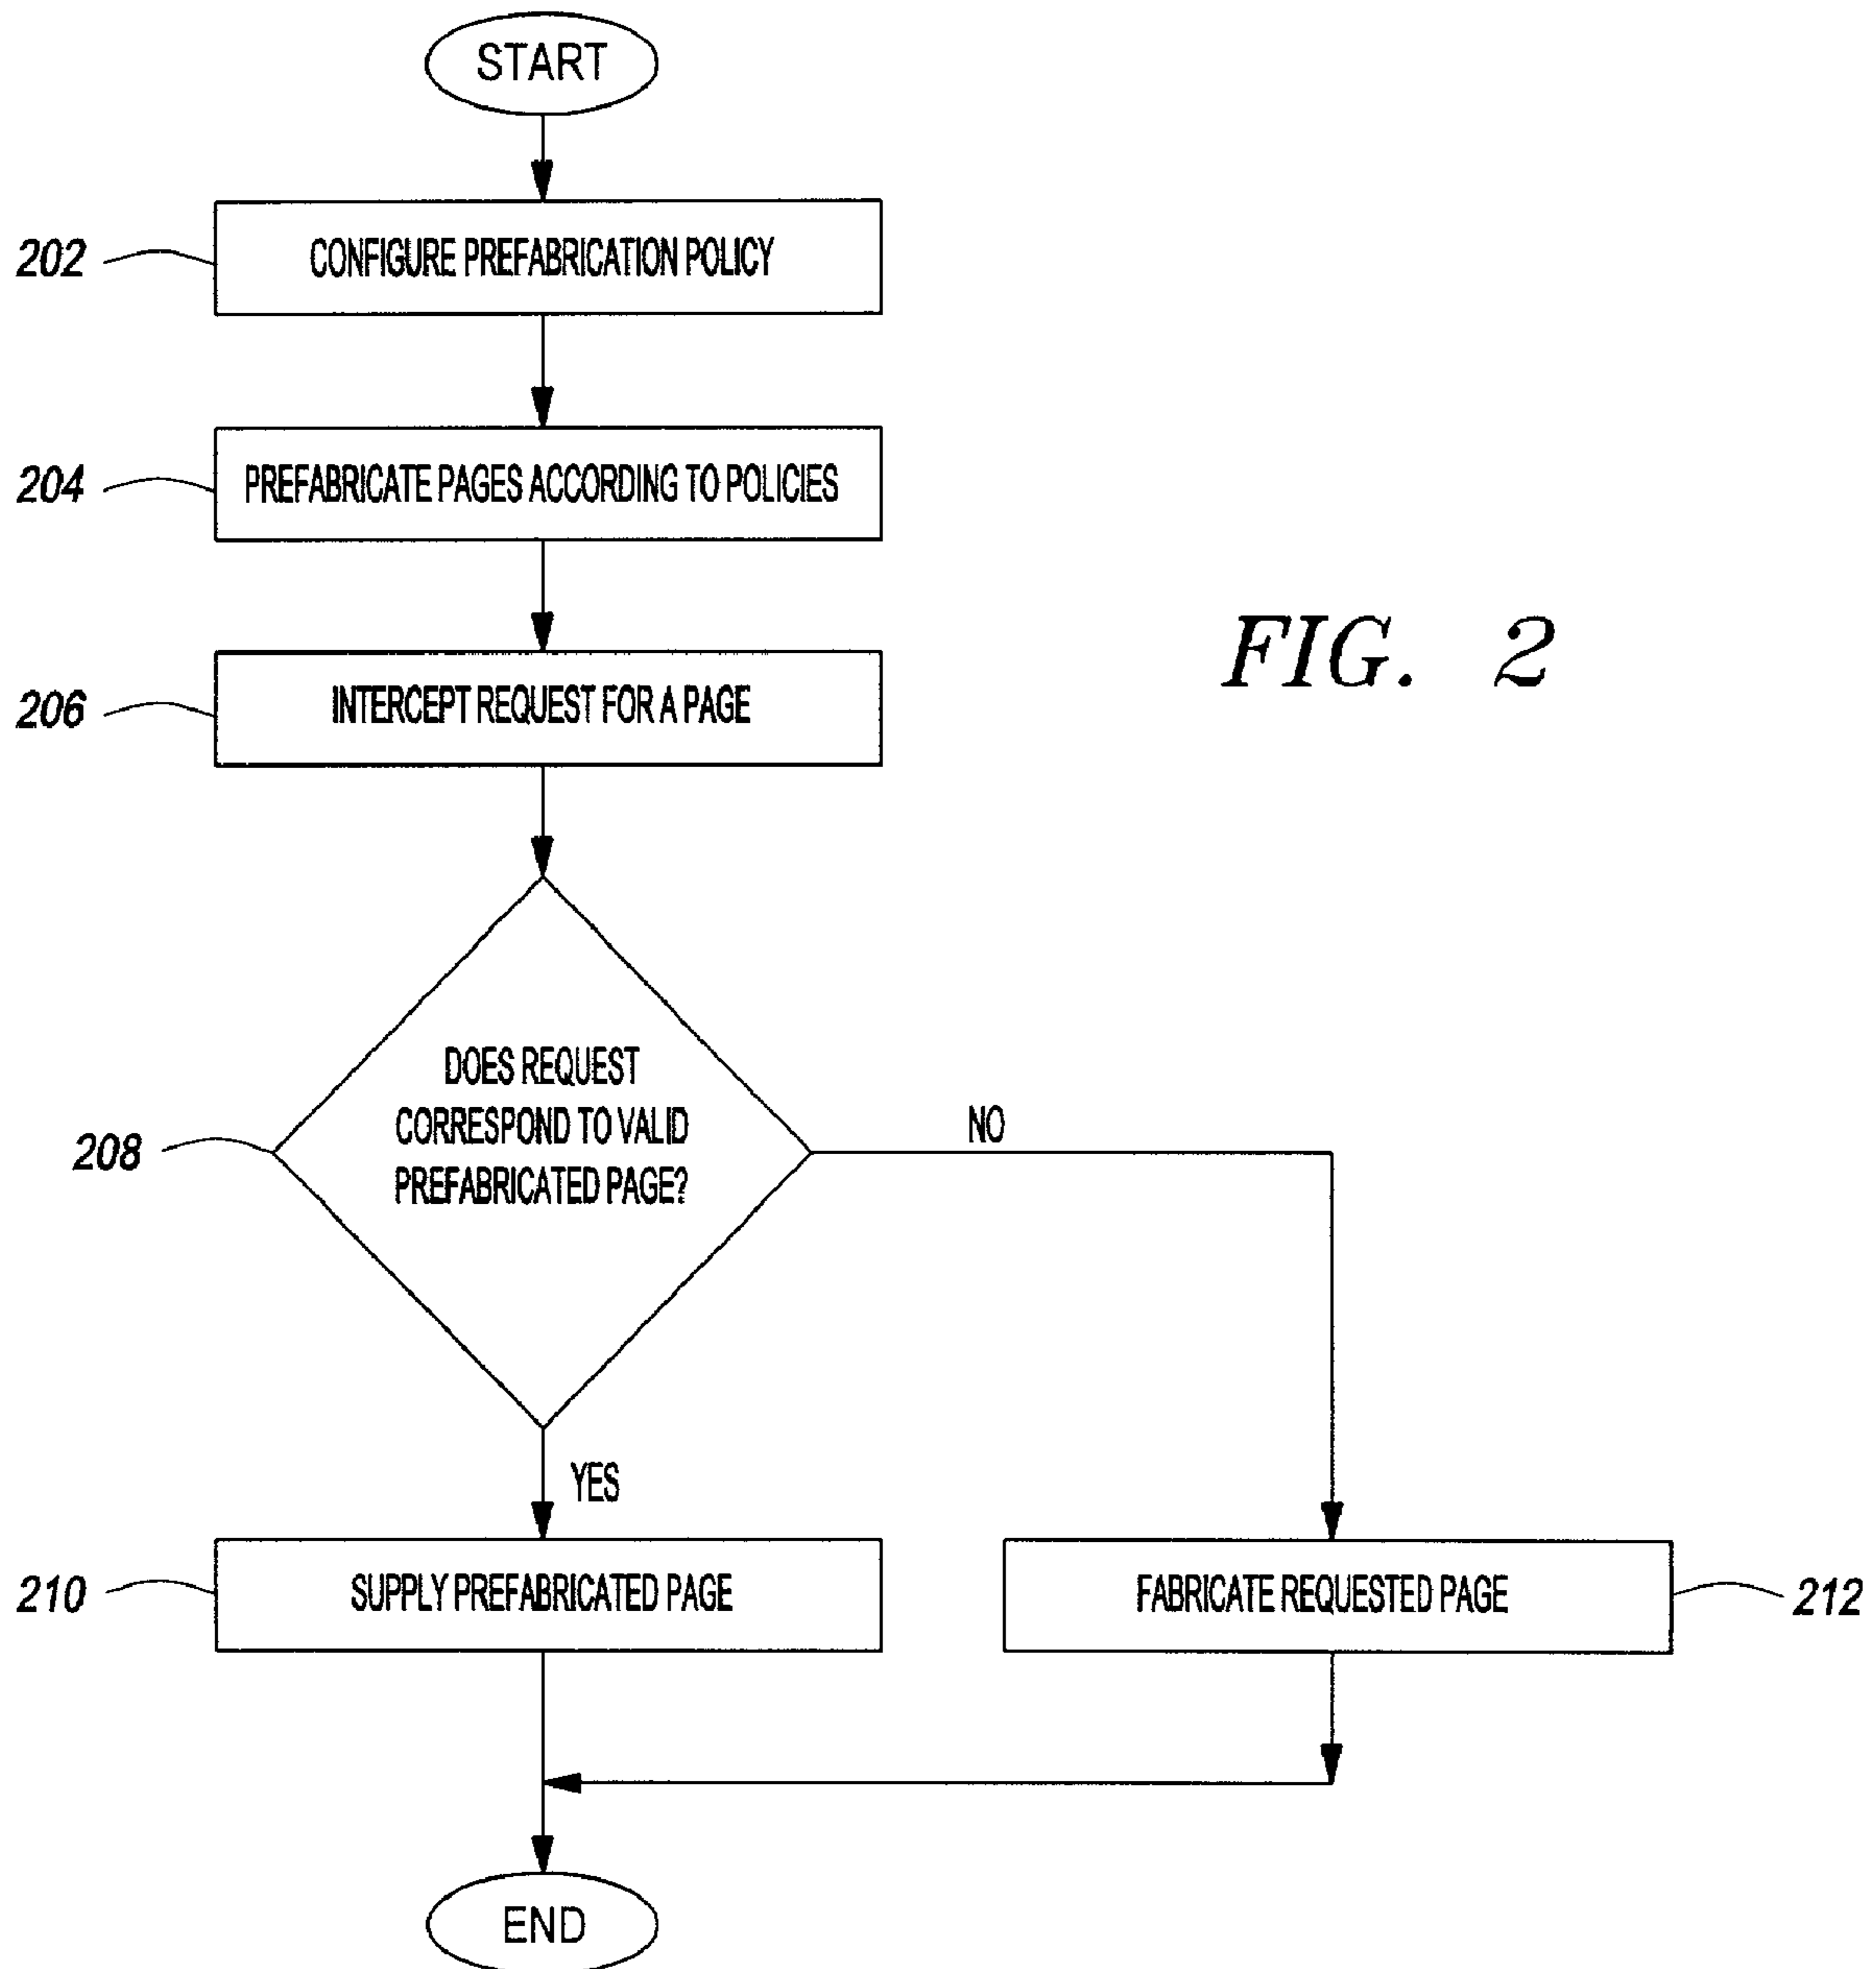 START
202
CONFIGURE PREFABRICATION POLICY
204
PREFABRICATE PAGES ACCORDING TO POLICIES
206
INTERCEPT REQUEST FOR A PAGE
FIG. 2
208
DOES REQUEST
CORRESPOND TO VALID
PREFABRICATED PAGE?
NO
YES
210
SUPPLY PREFABRICATED PAGE
FABRICATE REQUESTED PAGE
212
END